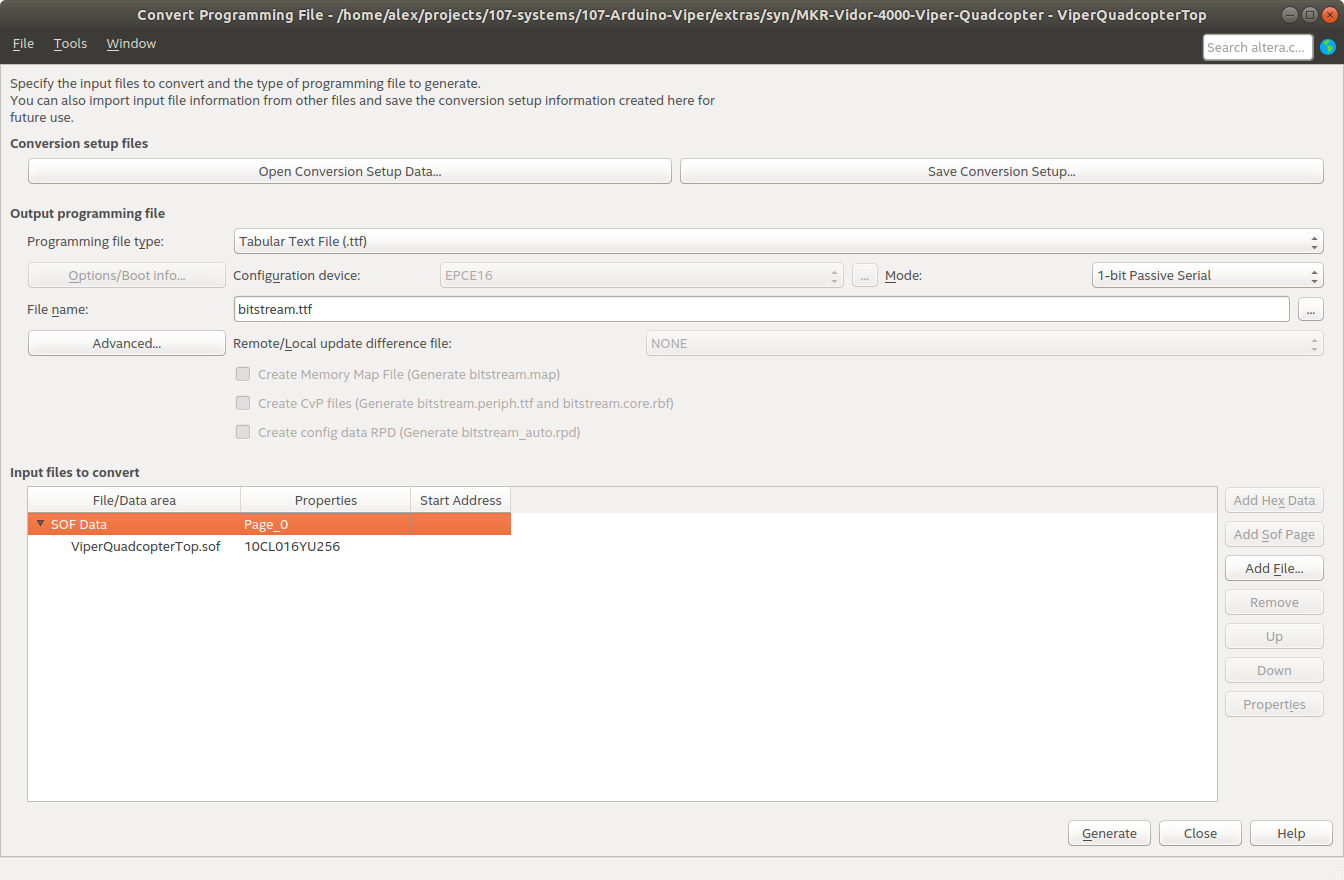 Convert Programming File - /home/alex/projects/107-systems/107-Arduino-Viper/extras/syn/MKR-Vidor-4000-Viper-Quadcopter - ViperQuadcopterTop
File Tools Window Search altera.c...
Specify the input files to convert and the type of programming file to generate.
You can also import input file information from other files and save the conversion setup information created here for
future use.
Conversion setup files
Open Conversion Setup Data... Save Conversion Setup...
Output programming file
Programming file type: Tabular Text File (.ttf)
Options/Boot info... Configuration device: EPCE16 ... Mode: 1-bit Passive Serial
File name: bitstream.ttf ...
Advanced... Remote/Local update difference file: NONE
Create Memory Map File (Generate bitstream.map)
Create CvP files (Generate bitstream.periph.ttf and bitstream.core.rbf)
Create config data RPD (Generate bitstream_auto.rpd)
Input files to convert
File/Data area Properties Start Address Add Hex Data
SOF Data Page_0 Add Sof Page
ViperQuadcopterTop.sof 10CL016YU256
Add File...
Remove
Up
Down
Properties
Generate Close Help